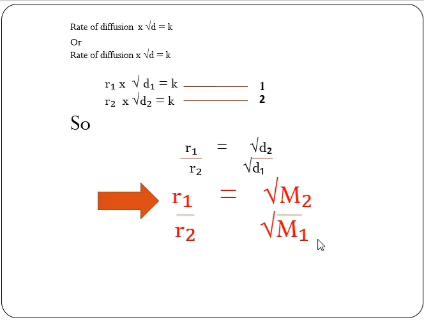 Rate of diffusion x √d = k
Or
Rate of diffusion x √d = k
r₁ x √ d₁ = k 1
r₂ x √d₂ = k 2
So
r₁ = √d₂
r₂ √d₁
r₁ = √M₂
r₂ √M₁